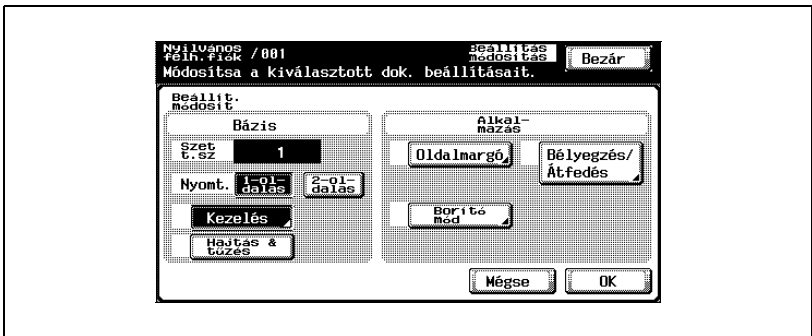 Nyilvános
felh.fiók /001
Beállítás
módosítás
Bezár
Módosítsa a kiválasztott dok. beállításait.
Beállít.
módosít
Bázis
Alkal-
mazás
Szet
t.sz 1
Oldalmargó
Bélyegzés/
Átfedés
Nyomt. 1-ol-
dalas
2-ol-
dalas
Kezelés
Borító
mód
Hajtás &
tűzés
Mégse OK